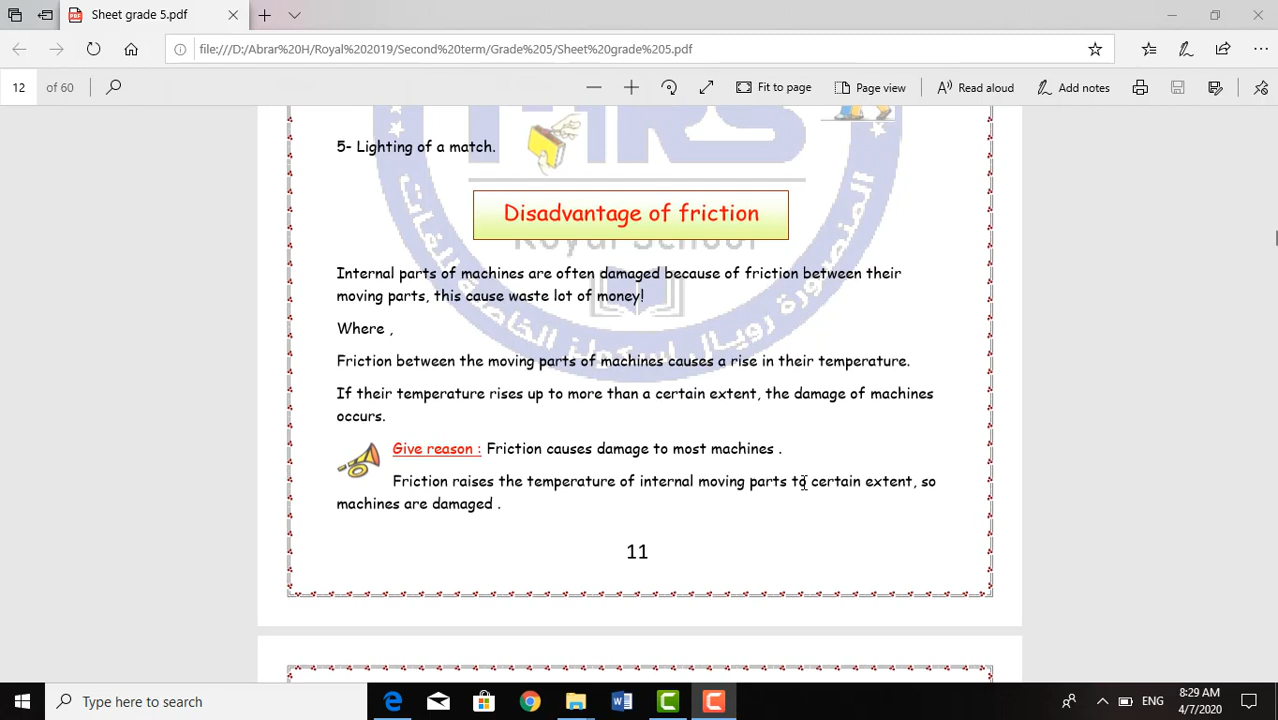 Sheet grade 5.pdf
file:///D:/Abrar%20H/Royal%202019/Second%20term/Grade%205/Sheet%20grade%205.pdf
12 of 60
Fit to page
Page view
Read aloud
Add notes
5- Lighting of a match.
Disadvantage of friction
Royal School
Internal parts of machines are often damaged because of friction between their
moving parts, this cause waste lot of money!
Where ,
Friction between the moving parts of machines causes a rise in their temperature.
If their temperature rises up to more than a certain extent, the damage of machines
occurs.
Give reason : Friction causes damage to most machines .
Friction raises the temperature of internal moving parts to certain extent, so
machines are damaged .
11
Type here to search
ENG
8:29 AM
4/7/2020